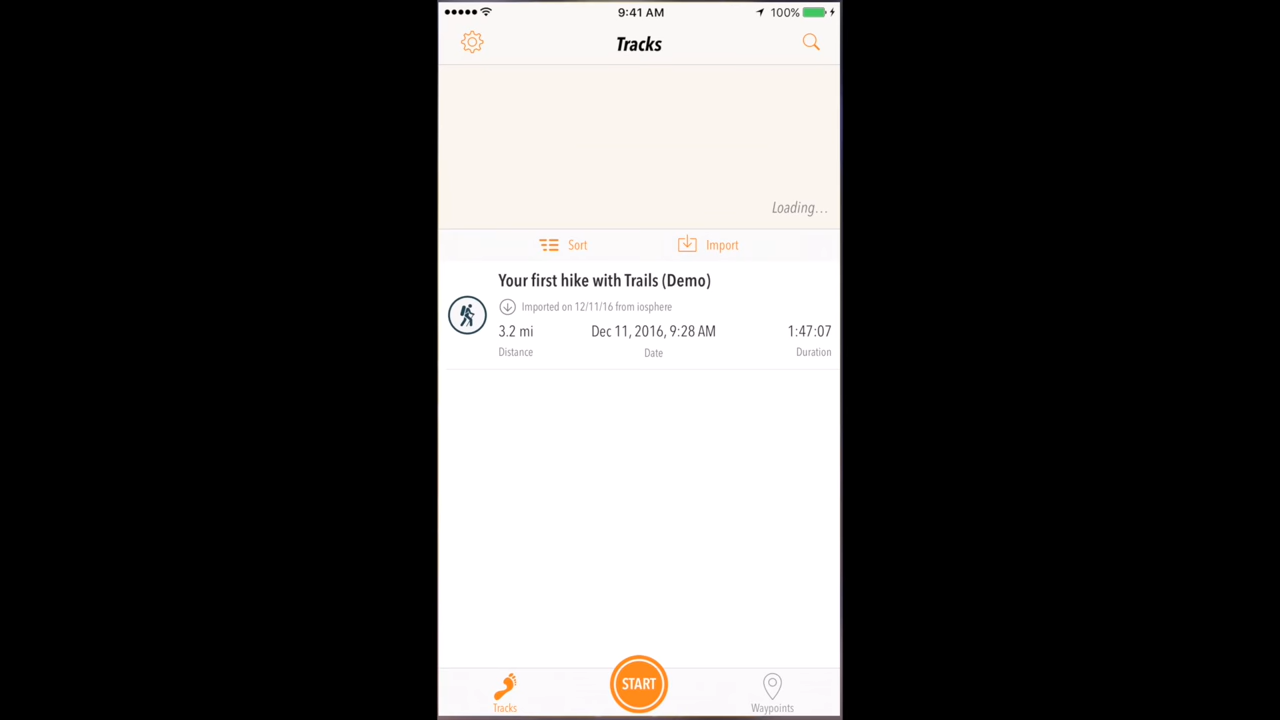 9:41 AM 100%
Tracks
Loading...
Sort Import
Your first hike with Trails (Demo)
Imported on 12/11/16 from iosphere
3.2 mi Dec 11, 2016, 9:28 AM 1:47:07
Distance Date Duration
START
Tracks Waypoints